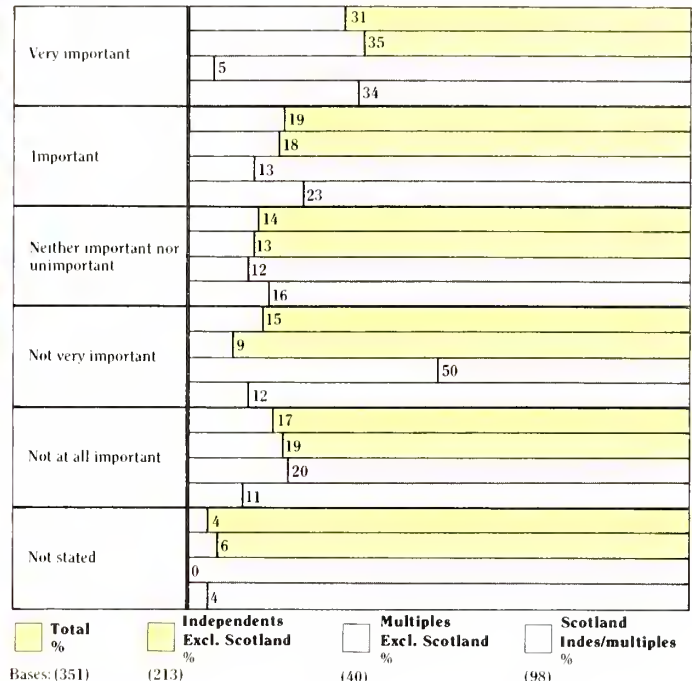 Very important
31
35
5
34
Important
19
18
13
23
Neither important nor
unimportant
14
13
12
16
Not very important
15
9
50
12
Not at all important
17
19
20
11
Not stated
4
6
0
4
Total
%
Independents
Excl. Scotland
%
Multiples
Excl. Scotland
%
Scotland
Indes/multiples
%
Bases: (351) (213) (40) (98)